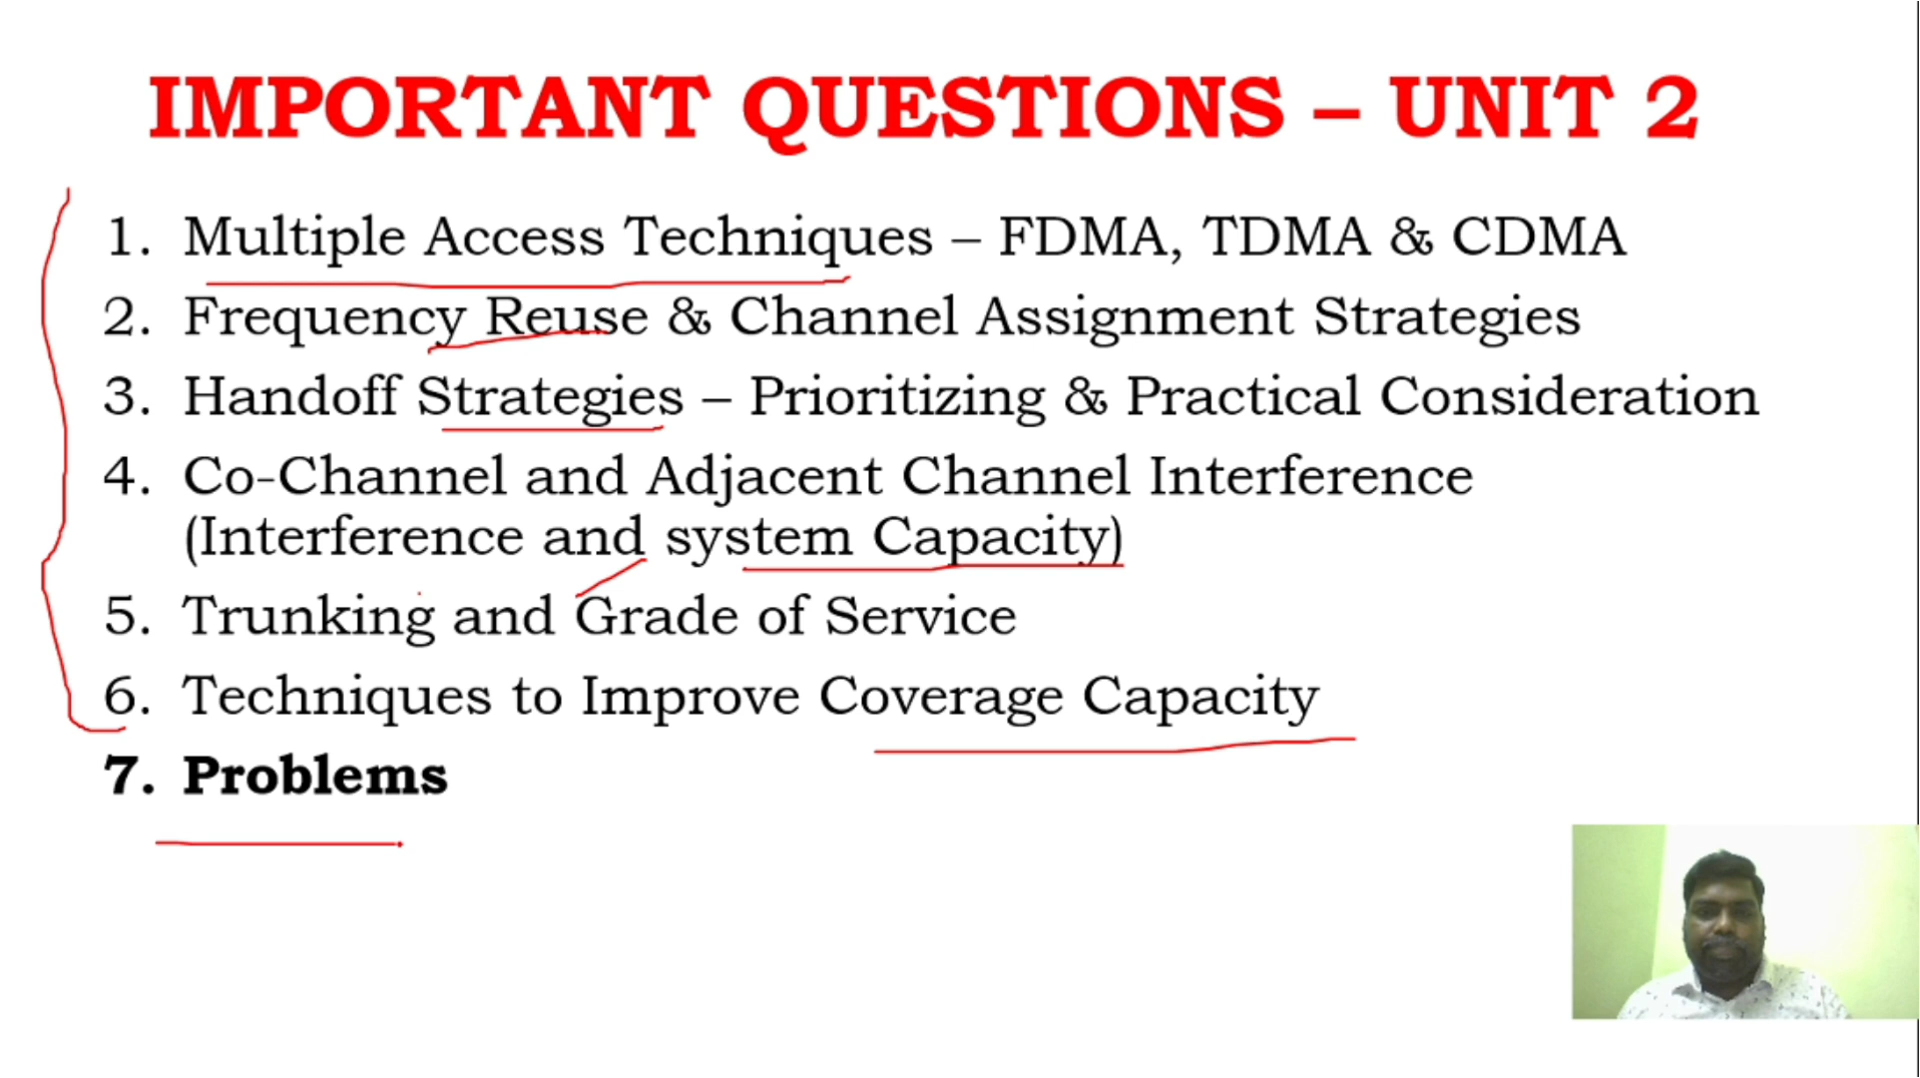 IMPORTANT QUESTIONS – UNIT 2
1. Multiple Access Techniques – FDMA, TDMA & CDMA
2. Frequency Reuse & Channel Assignment Strategies
3. Handoff Strategies – Prioritizing & Practical Consideration
4. Co-Channel and Adjacent Channel Interference
(Interference and system Capacity)
5. Trunking and Grade of Service
6. Techniques to Improve Coverage Capacity
7. Problems